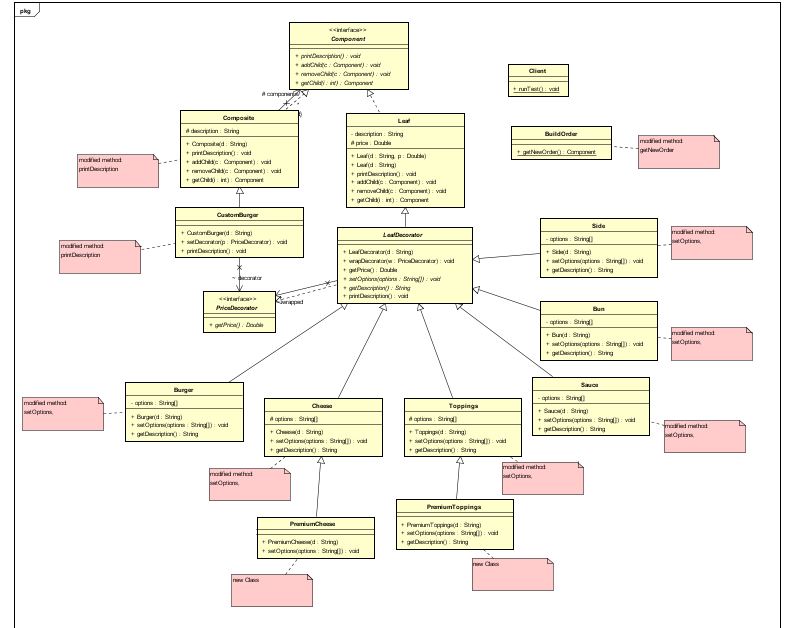 pkg
<<interface>>
Component
+ printDescription() : void
+ addChild(c : Component) : void
+ removeChild(c : Component) : void
+ getChild(i : int) : Component
# components
Client
+ runTest() : void
Composite
# description : String
+ Composite(d : String)
+ printDescription() : void
+ addChild(c : Component) : void
+ removeChild(c : Component) : void
+ getChild(i : int) : Component
Leaf
- description : String
# price : Double
+ Leaf(d : String, p : Double)
+ Leaf(d : String)
+ printDescription() : void
+ addChild(c : Component) : void
+ removeChild(c : Component) : void
+ getChild(i : int) : Component
BuildOrder
+ getNewOrder() : Component
modified method:
getNewOrder
modified method:
printDescription
CustomBurger
+ CustomBurger(d : String)
+ setDecorator(p : PriceDecorator) : void
+ printDescription() : void
modified method:
printDescription
LeafDecorator
+ LeafDecorator(d : String)
+ wrapDecorator(w : PriceDecorator) : void
+ getPrice() : Double
+ setOptions(options : String[]) : void
+ getDescription() : String
+ printDescription() : void
Side
- options : String[]
+ Side(d : String)
+ setOptions(options : String[]) : void
+ getDescription() : String
modified method:
setOptions,
~ decorator
<<interface>>
PriceDecorator
+ getPrice() : Double
wrapped
Bun
- options : String[]
+ Bun(d : String)
+ setOptions(options : String[]) : void
+ getDescription() : String
modified method:
setOptions,
Burger
- options : String[]
+ Burger(d : String)
+ setOptions(options : String[]) : void
+ getDescription() : String
modified method:
setOptions,
Cheese
# options : String[]
+ Cheese(d : String)
+ setOptions(options : String[]) : void
+ getDescription() : String
modified method:
setOptions,
Toppings
# options : String[]
+ Toppings(d : String)
+ setOptions(options : String[]) : void
+ getDescription() : String
modified method:
setOptions,
Sauce
- options : String[]
+ Sauce(d : String)
+ setOptions(options : String[]) : void
+ getDescription() : String
modified method:
setOptions,
PremiumCheese
+ PremiumCheese(d : String)
+ setOptions(options : String[]) : void
new Class
PremiumToppings
+ PremiumToppings(d : String)
+ setOptions(options : String[]) : void
+ getDescription() : String
new Class